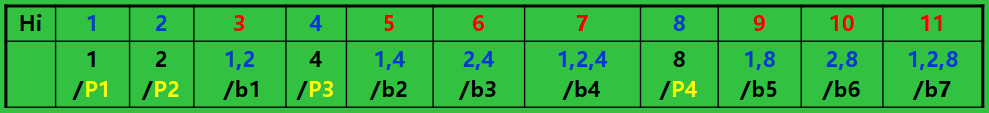 Hi 1 2 3 4 5 6 7 8 9 10 11
1 2 1,2 4 1,4 2,4 1,2,4 8 1,8 2,8 1,2,8
/P1 /P2 /b1 /P3 /b2 /b3 /b4 /P4 /b5 /b6 /b7